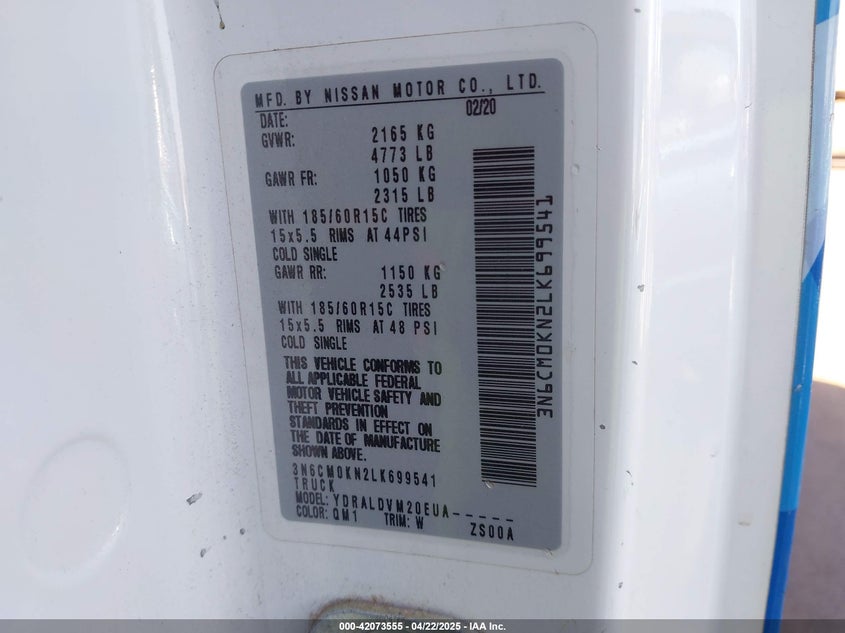 MFD. BY NISSAN MOTOR CO., LTD.
DATE: 02/20
GVWR: 2165 KG
4773 LB
GAWR FR: 1050 KG
2315 LB
WITH 185/60R15C TIRES
15x5.5 RIMS AT 44PSI
COLD SINGLE
GAWR RR: 1150 KG
2535 LB
WITH 185/60R15C TIRES
15x5.5 RIMS AT 48 PSI
COLD SINGLE
THIS VEHICLE CONFORMS TO
ALL APPLICABLE FEDERAL
MOTOR VEHICLE SAFETY AND
THEFT PREVENTION
STANDARDS IN EFFECT ON
THE DATE OF MANUFACTURE
SHOWN ABOVE.
3N6CM0KN2LK699541
TRUCK
MODEL: YDRALDVM20EUA-----
COLOR: QM1 TRIM: W ZS00A
3N6CM0KN2LK699541
000-42073555 - 04/22/2025 - IAA Inc.